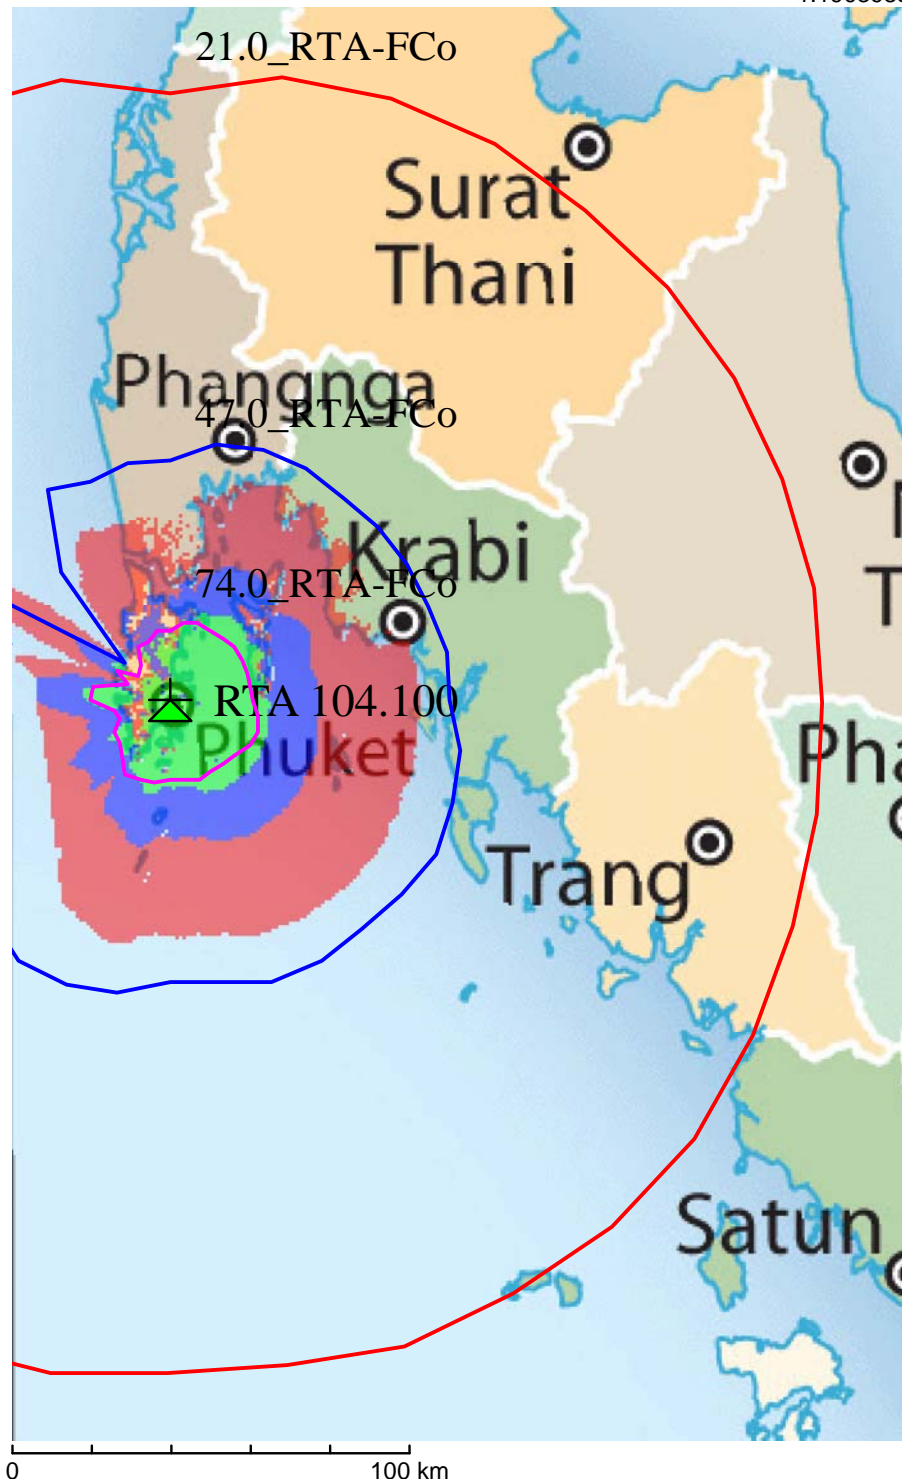 21.0_RTA-FCo
Surat
Thani
Phangnga
47.0_RTA-FCo
Krabi
74.0_RTA-FCo
RTA 104.100
Phuket
Trang
Satun
0
100 km